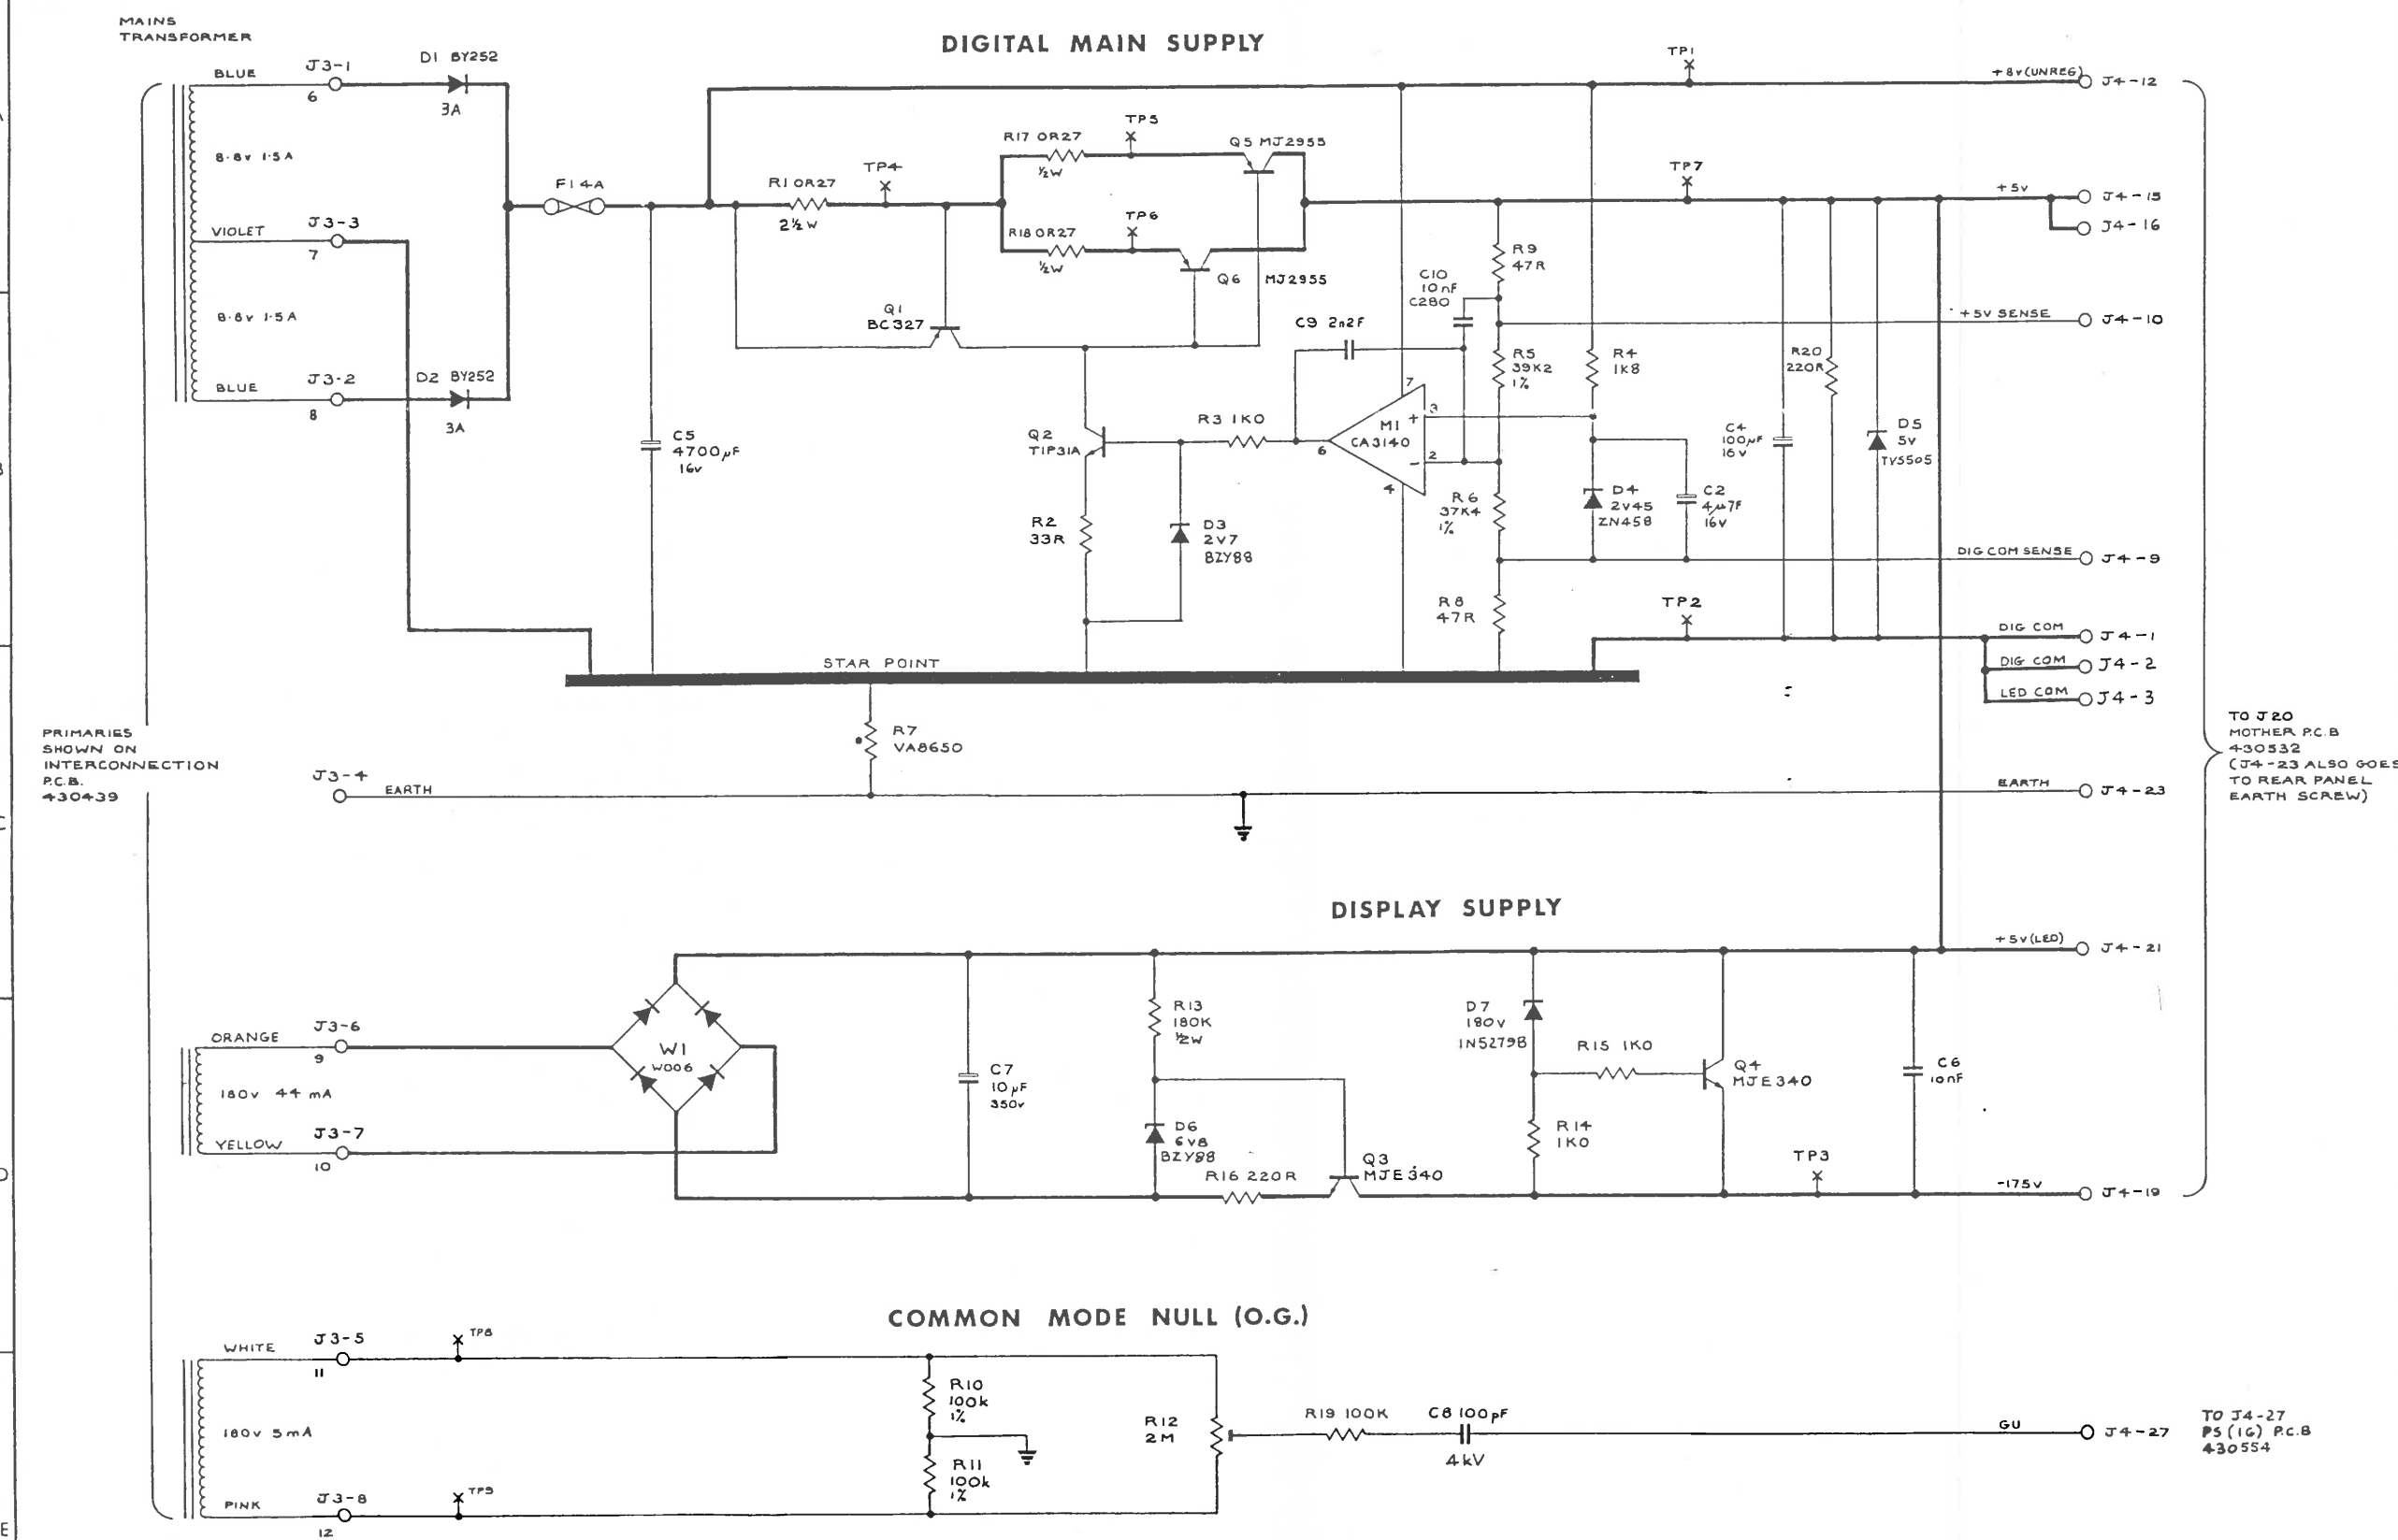 MAINS
TRANSFORMER
DIGITAL MAIN SUPPLY
BLUE
J3-1
6
D1 BY252
3A
8.8v 1.5A
VIOLET
J3-3
7
8.8v 1.5A
BLUE
J3-2
8
D2 BY252
3A
F1 4A
C5
4700µF
16v
R1 0R27
2½W
TP4
R17 0R27
½W
TP5
Q5 MJ2955
R18 0R27
½W
TP6
Q6 MJ2955
Q1
BC327
TP1
+8v (UNREG)
J4-12
TP7
+5v
J4-15
J4-16
R9
47R
C10
10nF
C280
C9 2n2F
+5V SENSE
J4-10
R5
39K2
1%
R4
1K8
R20
220R
7
3
+
M1
CA3140
6
2
-
4
R3 1K0
Q2
TIP31A
R2
33R
D3
2V7
BZY88
R6
37K4
1%
D4
2V45
ZN458
C2
4µ7F
16V
C4
100µF
16v
D5
5v
TVS505
DIG COM SENSE
J4-9
R8
47R
TP2
DIG COM
J4-1
DIG COM
J4-2
LED COM
J4-3
STAR POINT
R7
VA8650
J3-4
EARTH
EARTH
J4-23
PRIMARIES
SHOWN ON
INTERCONNECTION
P.C.B.
430439
TO J20
MOTHER P.C.B
430532
(J4-23 ALSO GOES
TO REAR PANEL
EARTH SCREW)
DISPLAY SUPPLY
+5v (LED)
J4-21
ORANGE
J3-6
9
180v 44mA
YELLOW
J3-7
10
W1
W006
C7
10µF
350v
R13
180K
½W
D6
6V8
BZY88
R16 220R
Q3
MJE340
D7
180V
1N5279B
R15 1K0
R14
1K0
Q4
MJE340
C6
10nF
TP3
-175v
J4-19
COMMON MODE NULL (O.G.)
WHITE
J3-5
11
TP8
180v 5mA
PINK
J3-8
12
TP9
R10
100k
1%
R11
100k
1%
R12
2M
R19 100K
C8 100pF
4kV
GU
J4-27
TO J4-27
PS (IG) P.C.B
430554
B
C
D
E